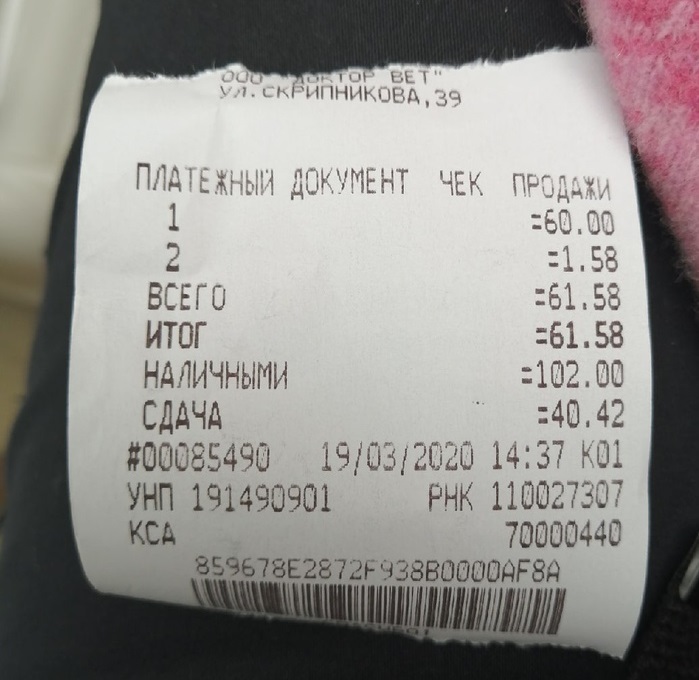 ООО "ДОКТОР ВЕТ"
УЛ.СКРИПНИКОВА,39
ПЛАТЕЖНЫЙ ДОКУМЕНТ ЧЕК ПРОДАЖИ
1 =60.00
2 =1.58
ВСЕГО =61.58
ИТОГ =61.58
НАЛИЧНЫМИ =102.00
СДАЧА =40.42
#00085490 19/03/2020 14:37 К01
УНП 191490901 РНК 110027307
КСА 70000440
859678E2872F938B0000AF8A